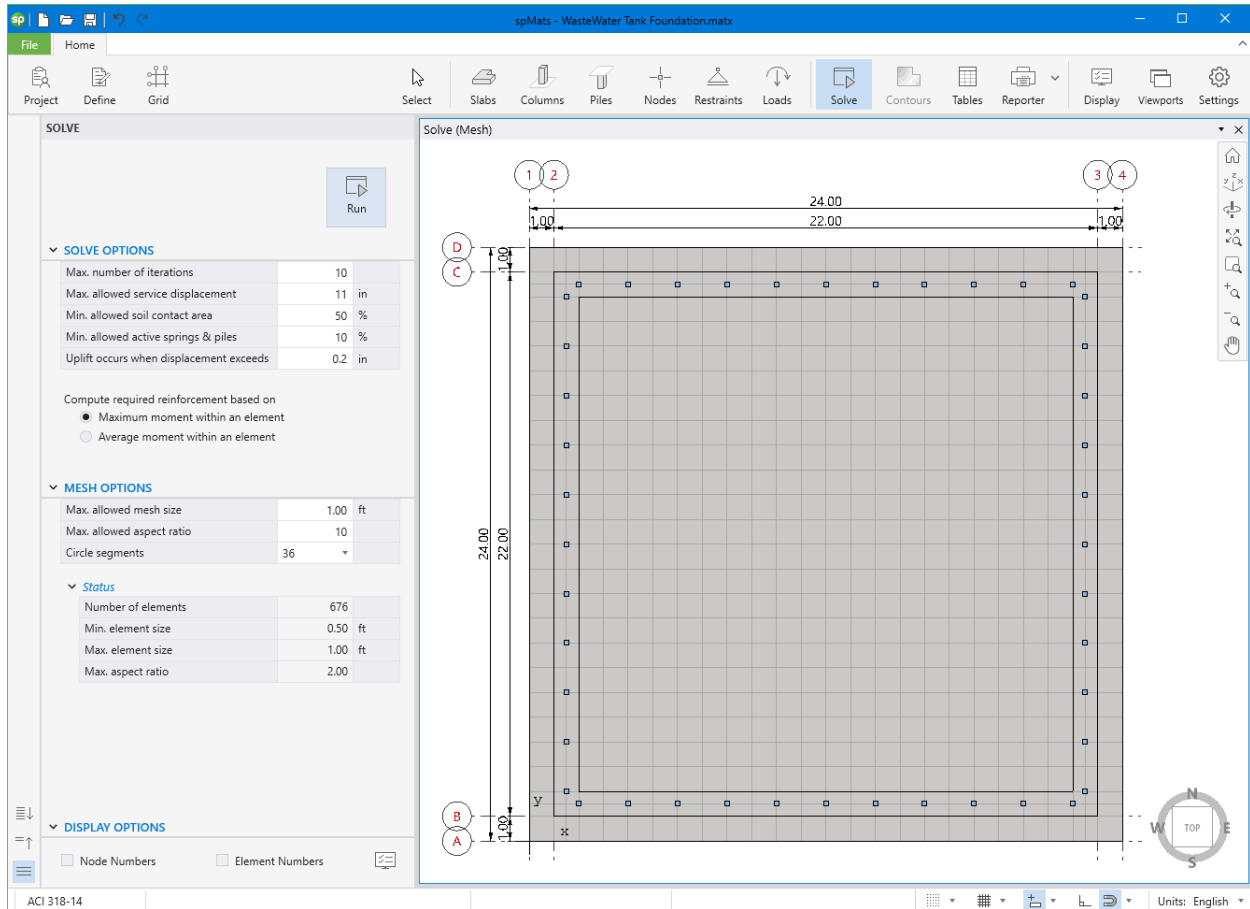 sp
spMats - WasteWater Tank Foundation.matx
File Home
Project Define Grid Select Slabs Columns Piles Nodes Restraints Loads Solve Contours Tables Reporter Display Viewports Settings
SOLVE
Run
SOLVE OPTIONS
Max. number of iterations 10
Max. allowed service displacement 11 in
Min. allowed soil contact area 50 %
Min. allowed active springs & piles 10 %
Uplift occurs when displacement exceeds 0.2 in
Compute required reinforcement based on
Maximum moment within an element
Average moment within an element
MESH OPTIONS
Max. allowed mesh size 1.00 ft
Max. allowed aspect ratio 10
Circle segments 36
Status
Number of elements 676
Min. element size 0.50 ft
Max. element size 1.00 ft
Max. aspect ratio 2.00
DISPLAY OPTIONS
Node Numbers Element Numbers
Solve (Mesh)
1 2 3 4
24.00
1.00 22.00 1.00
D
1.00
C
24.00
22.00
B
1.00
A
y
x
y z x
N
W TOP E
S
ACI 318-14 Units: English